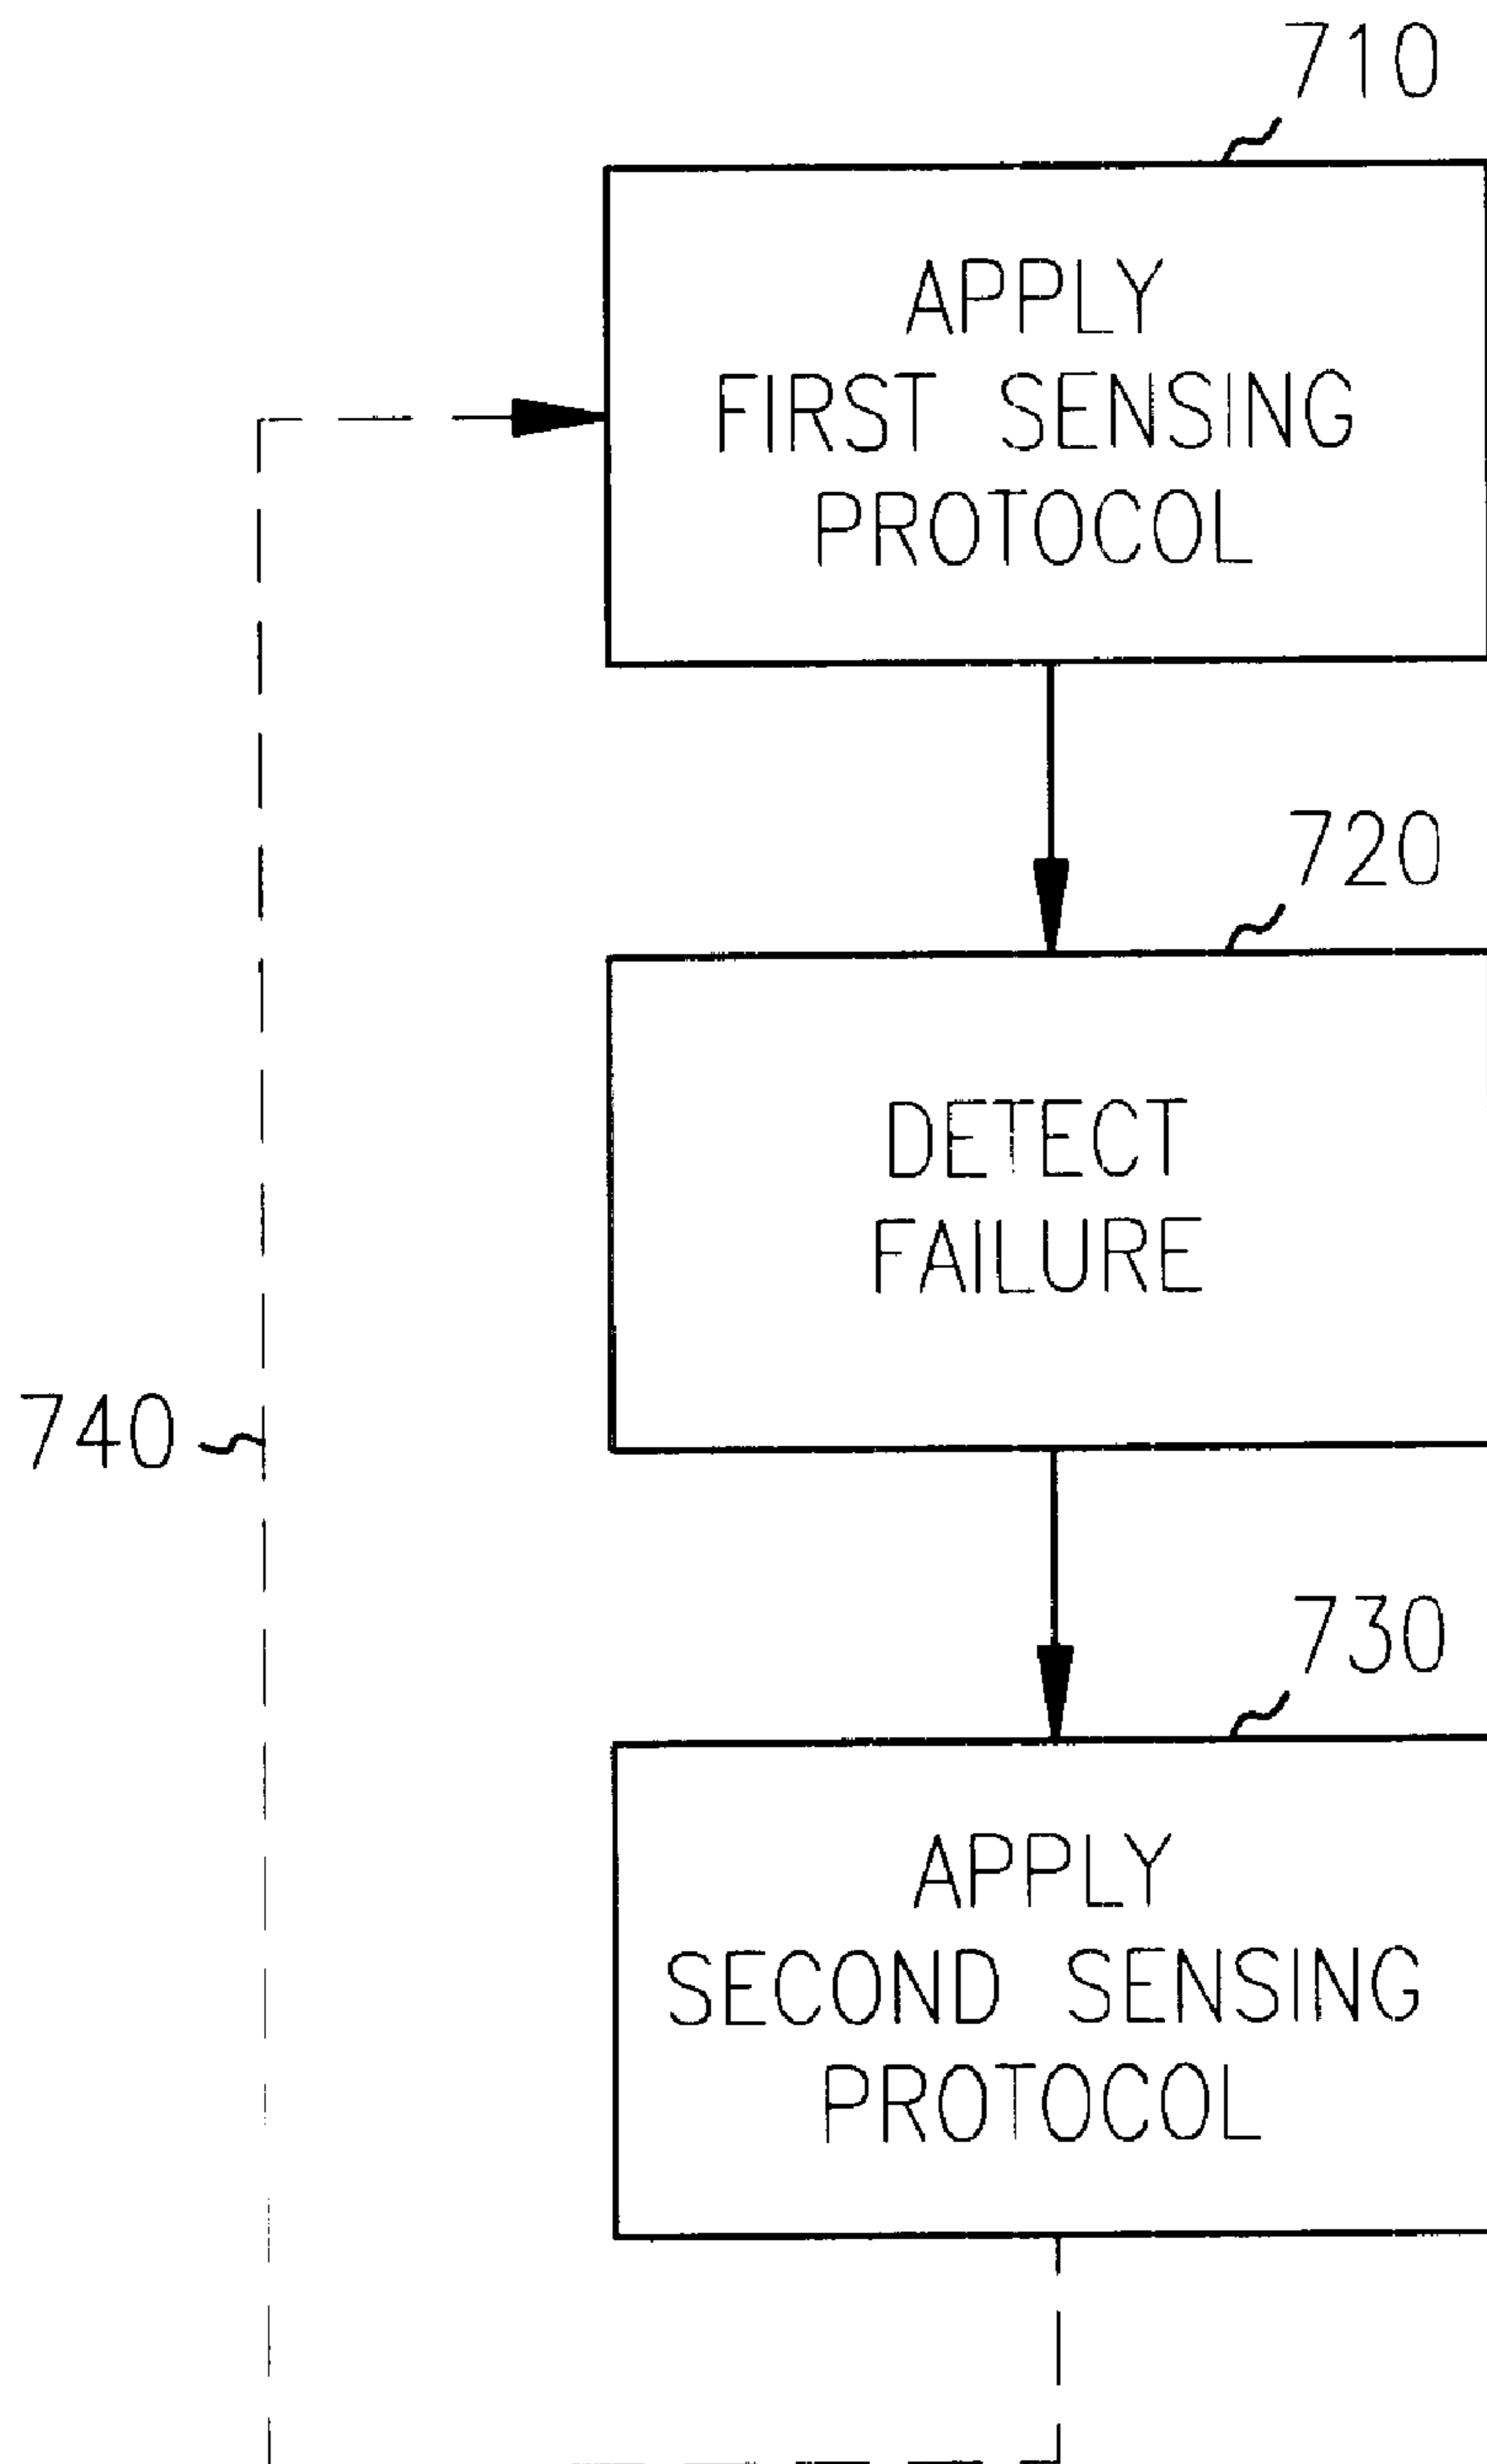 710
APPLY
FIRST SENSING
PROTOCOL
720
DETECT
FAILURE
740
730
APPLY
SECOND SENSING
PROTOCOL